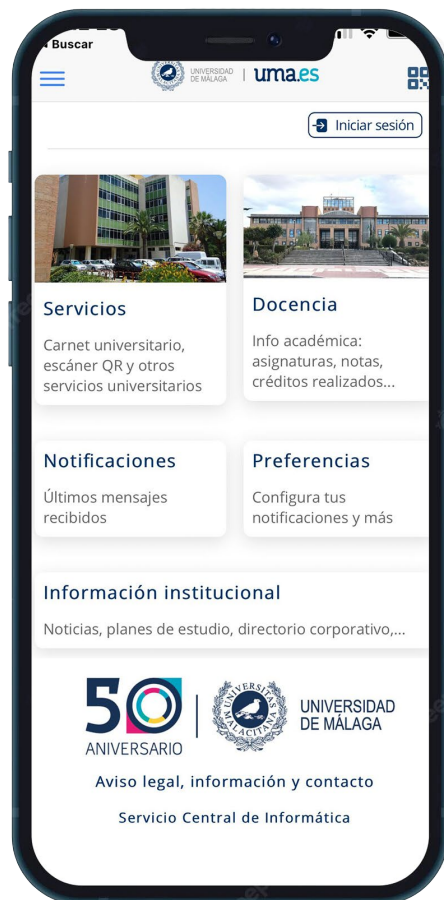 Buscar
UNIVERSIDAD
DE MÁLAGA
uma.es
Iniciar sesión
Servicios
Carnet universitario,
escáner QR y otros
servicios universitarios
Docencia
Info académica:
asignaturas, notas,
créditos realizados...
Notificaciones
Últimos mensajes
recibidos
Preferencias
Configura tus
notificaciones y más
Información institucional
Noticias, planes de estudio, directorio corporativo,...
50
ANIVERSARIO
UNIVERSITAS
MALACITANA
UNIVERSIDAD
DE MÁLAGA
Aviso legal, información y contacto
Servicio Central de Informática